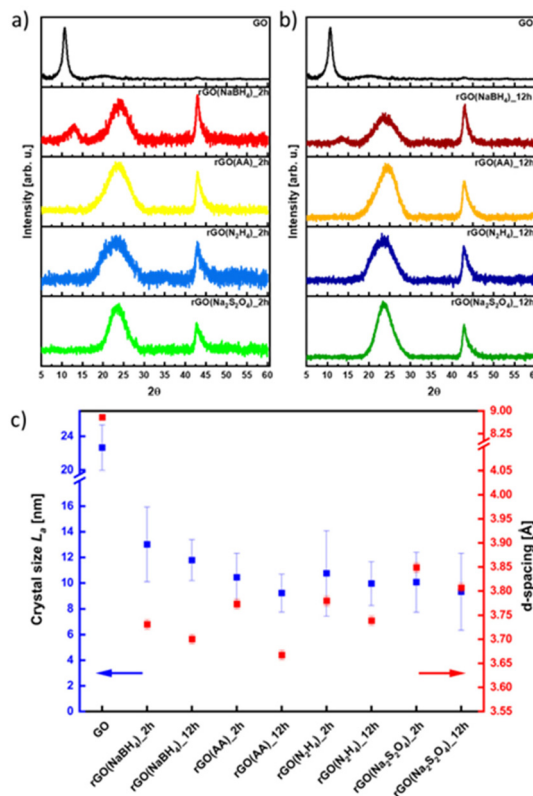 a)
GO
rGO(NaBH₄)_2h
rGO(AA)_2h
rGO(N₂H₄)_2h
rGO(Na₂S₂O₄)_2h
Intensity [arb. u.]
5 10 15 20 25 30 35 40 45 50 55 60
2θ
b)
GO
rGO(NaBH₄)_12h
rGO(AA)_12h
rGO(N₂H₄)_12h
rGO(Na₂S₂O₄)_12h
Intensity [arb. u.]
5 10 15 20 25 30 35 40 45 50 55 60
2θ
c)
Crystal size Lₐ [nm]
24
20
16
14
12
10
8
6
4
2
0
9.00
8.25
4.05
4.00
3.95
3.90
3.85
3.80
3.75
3.70
3.65
3.60
3.55
d-spacing [Å]
GO
rGO(NaBH₄)_2h
rGO(NaBH₄)_12h
rGO(AA)_2h
rGO(AA)_12h
rGO(N₂H₄)_2h
rGO(N₂H₄)_12h
rGO(Na₂S₂O₄)_2h
rGO(Na₂S₂O₄)_12h